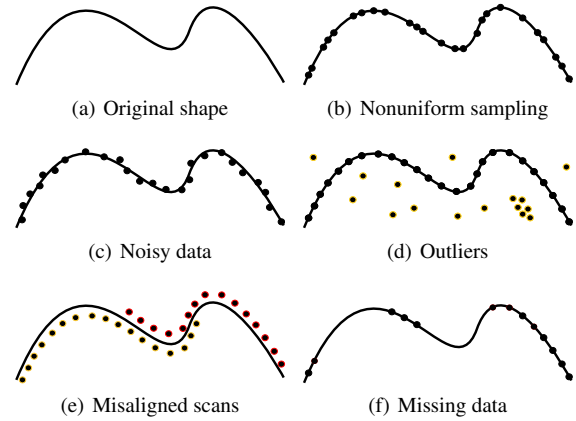 (a) Original shape
(b) Nonuniform sampling
(c) Noisy data
(d) Outliers
(e) Misaligned scans
(f) Missing data